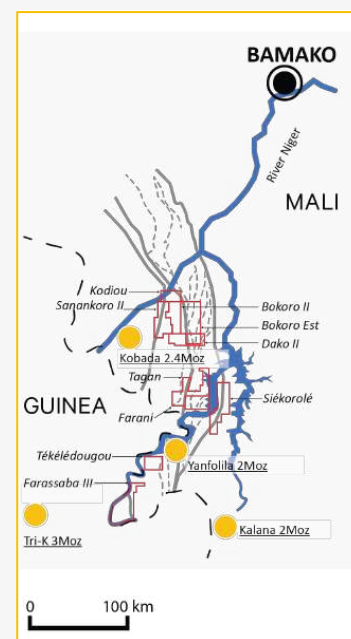 BAMAKO
River Niger
MALI
Kodiou
Sanankoro II
Bokoro II
Bokoro Est
Dako II
Kobada 2.4Moz
Tagan
GUINEA
Siékorolé
Farani
Tékélédougou
Yanfolila 2Moz
Farassaba III
Tri-K 3Moz
Kalana 2Moz
0 100 km